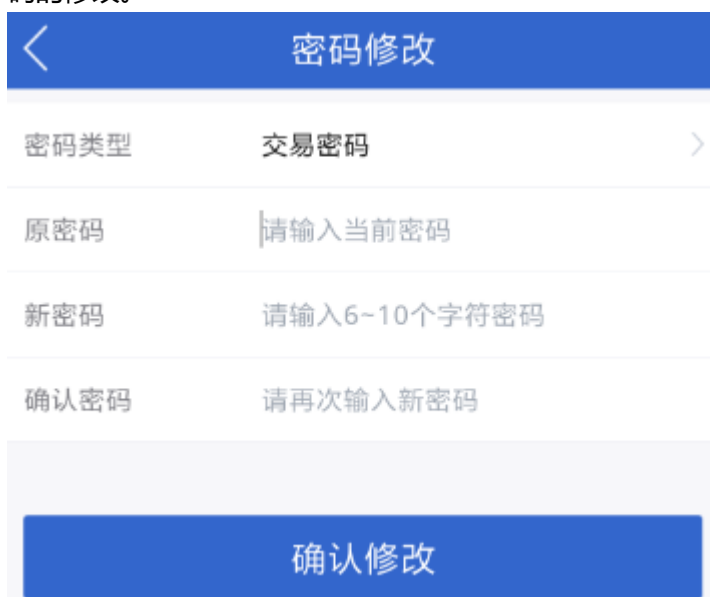 密码修改
密码类型 交易密码
原密码 请输入当前密码
新密码 请输入6~10个字符密码
确认密码 请再次输入新密码
确认修改